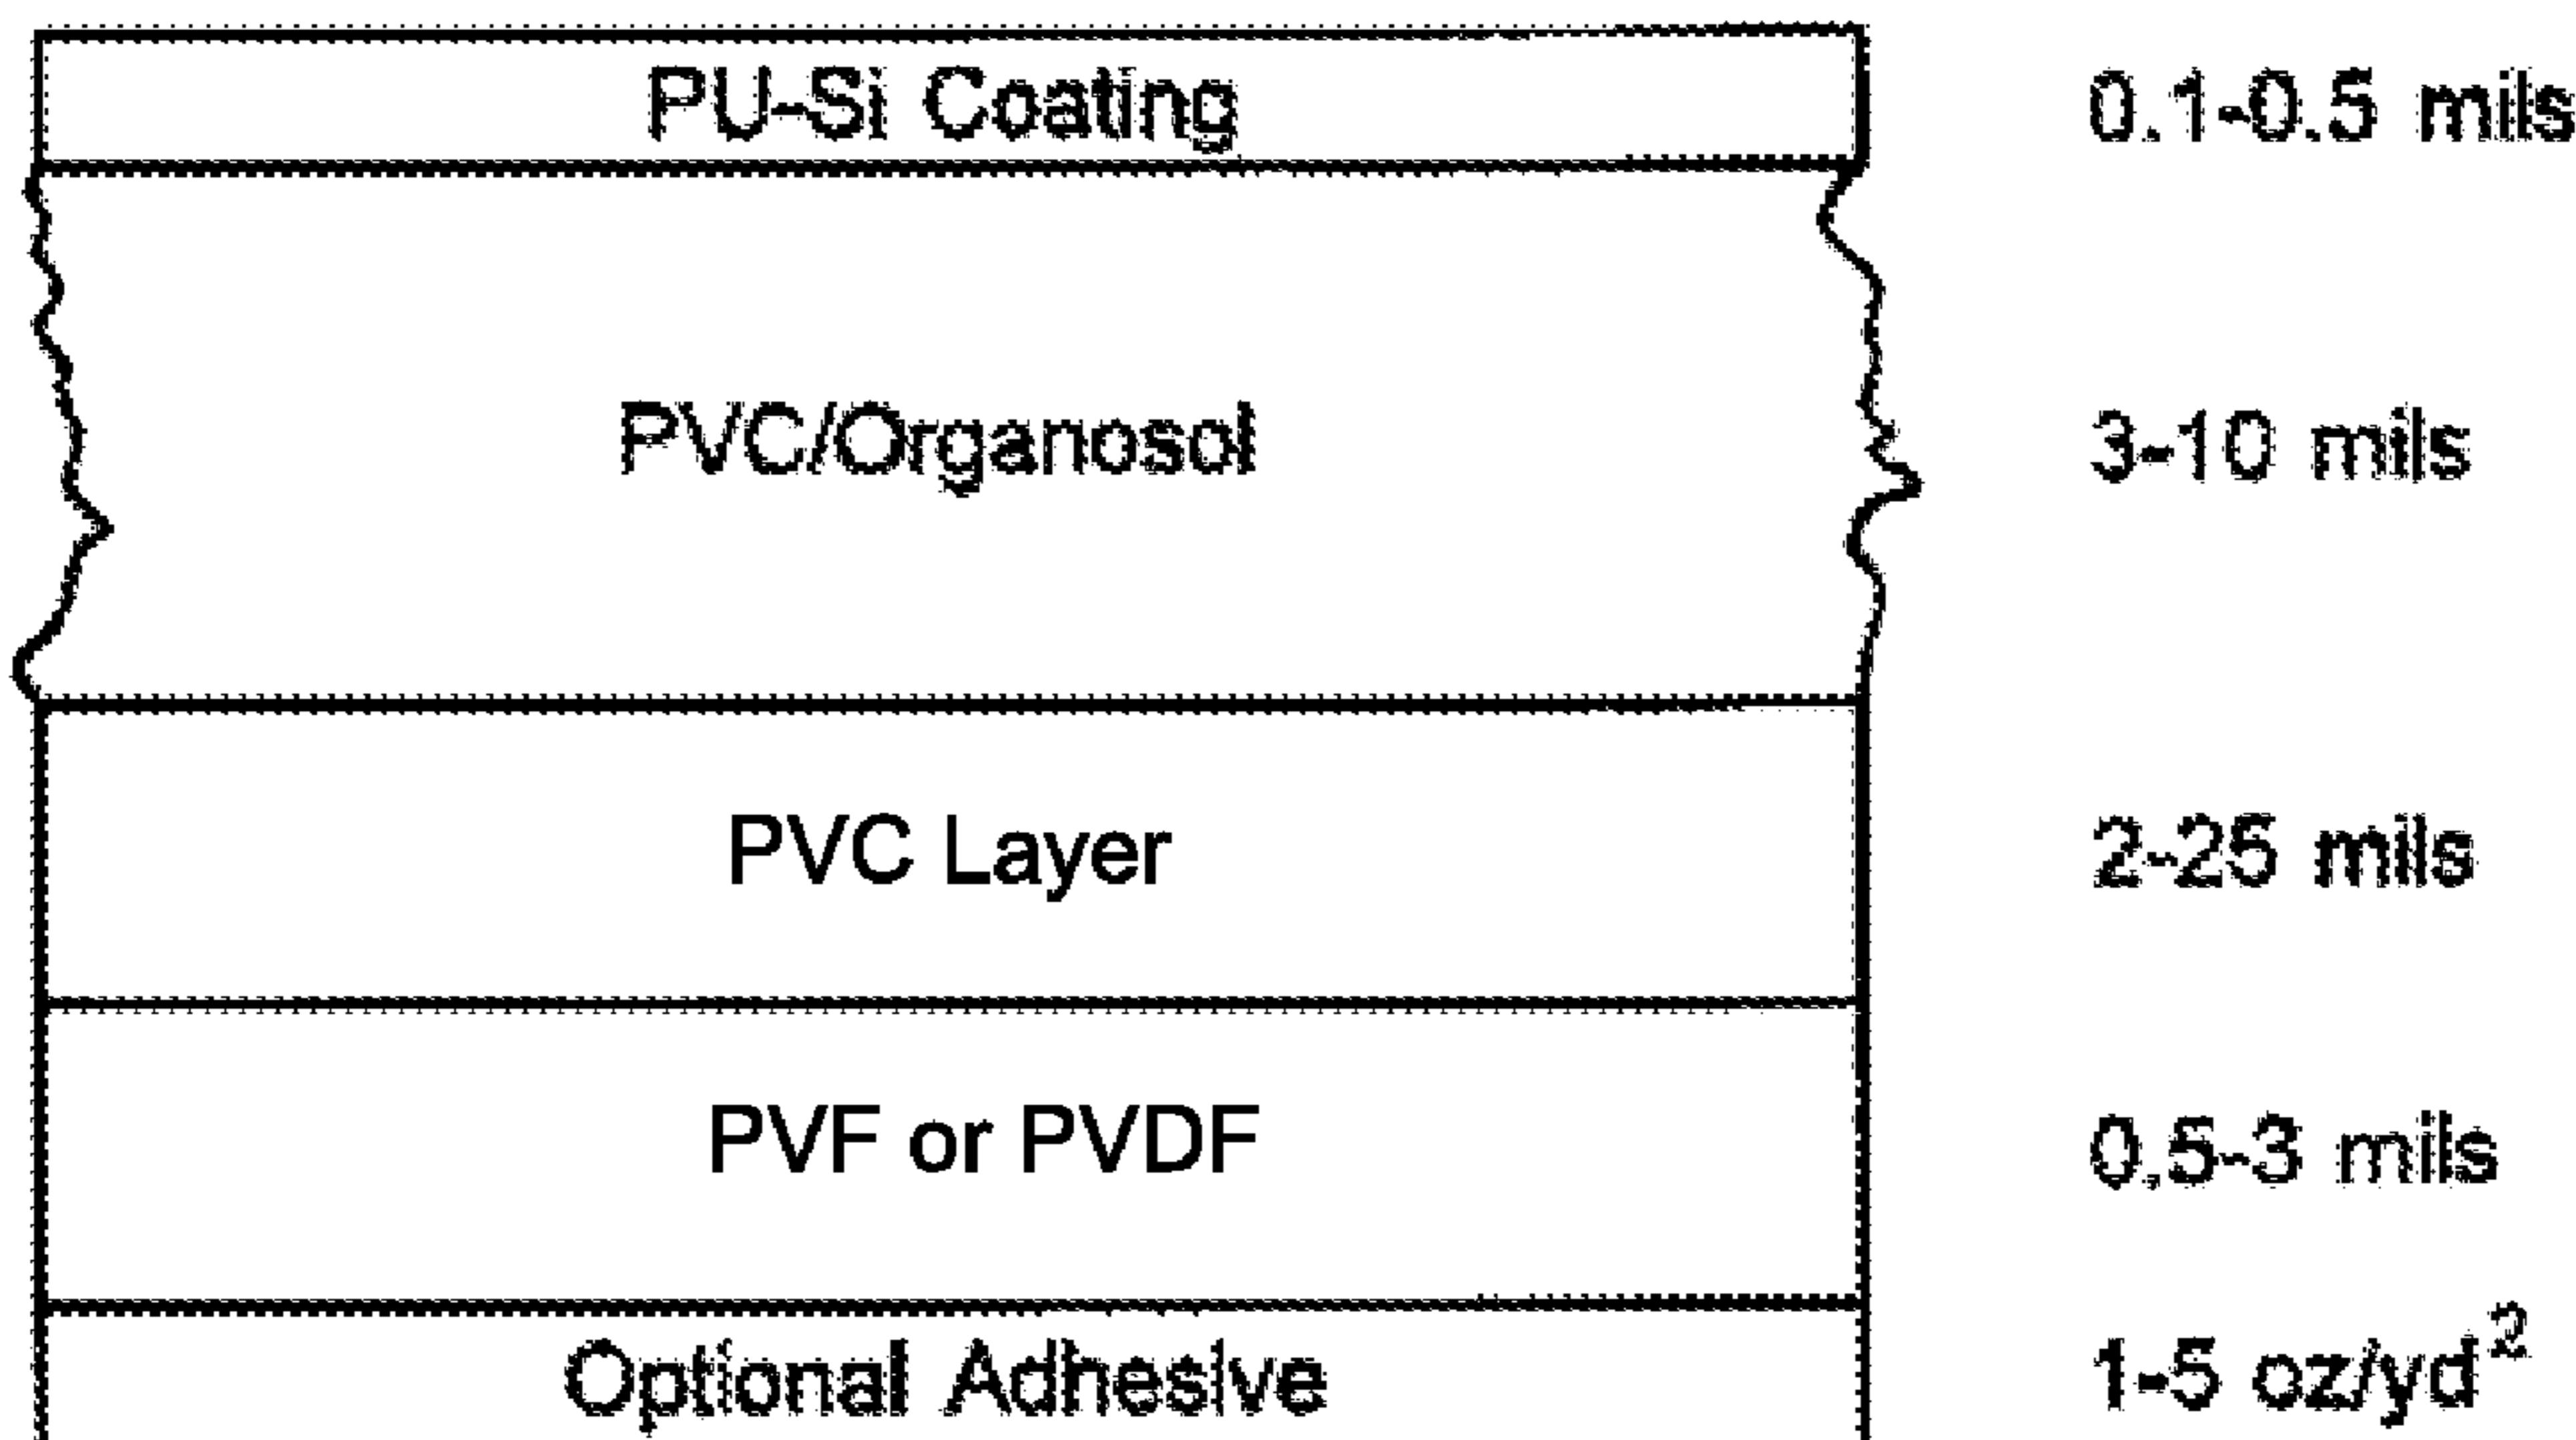 PU-Si Coating 0.1-0.5 mils
PVC/Organosol 3-10 mils
PVC Layer 2-25 mils
PVF or PVDF 0.5-3 mils
Optional Adhesive 1-5 oz/yd²